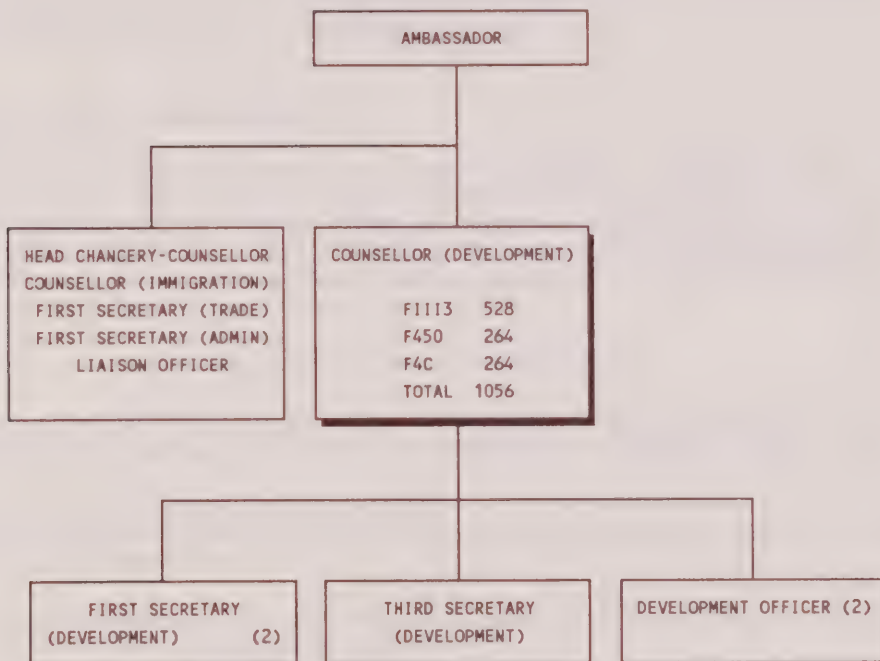 AMBASSADOR
HEAD CHANCERY-COUNSELLOR
COUNSELLOR (IMMIGRATION)
FIRST SECRETARY (TRADE)
FIRST SECRETARY (ADMIN)
LIAISON OFFICER
COUNSELLOR (DEVELOPMENT)
FIII3 528
F450 264
F4C 264
TOTAL 1056
FIRST SECRETARY
(DEVELOPMENT) (2)
THIRD SECRETARY
(DEVELOPMENT)
DEVELOPMENT OFFICER (2)